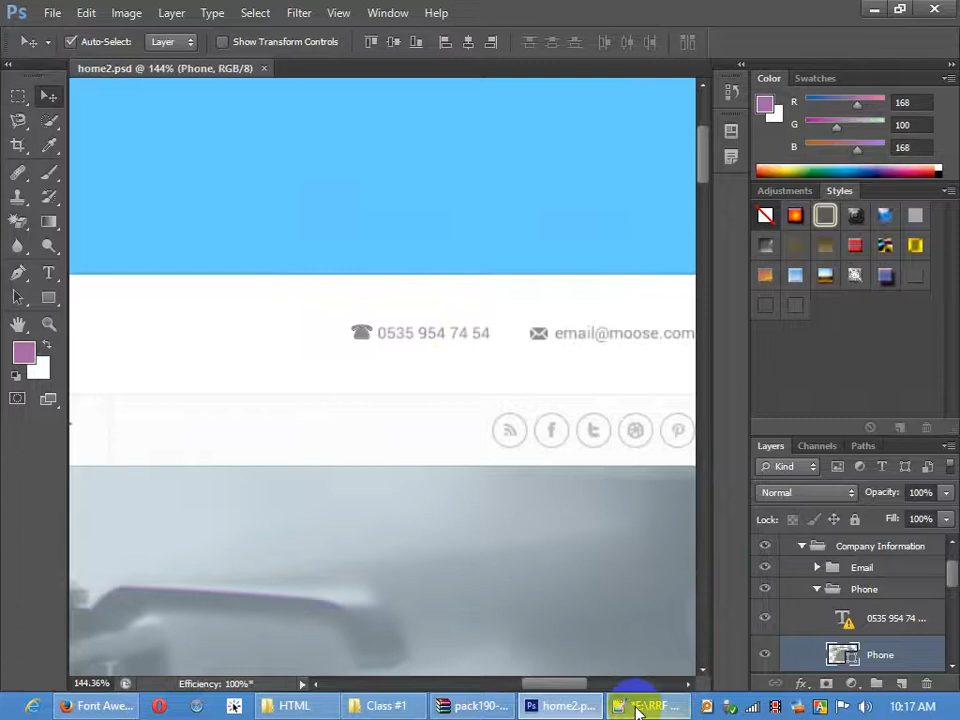 Ps File Edit Image Layer Type Select Filter View Window Help
Auto-Select: Layer Show Transform Controls
home2.psd @ 144% (Phone, RGB/8) ×
Color Swatches
R 168
G 100
B 168
Adjustments Styles
0535 954 74 54 email@moose.com
Layers Channels Paths
Kind
Normal Opacity: 100%
Lock: Fill: 100%
Company Information
Email
Phone
T 0535 954 74 ...
Phone
fx
144.36% Efficiency: 100%*
Font Awe... HTML Class #1 pack190-... Ps home2.p... *F:\RRF ... 10:17 AM